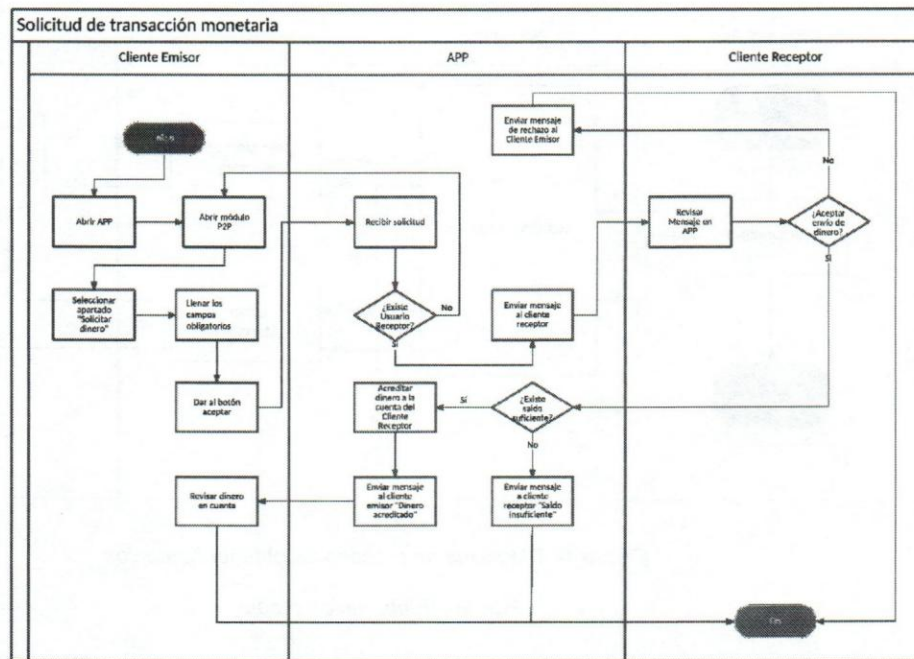 Solicitud de transacción monetaria
Cliente Emisor
APP
Cliente Receptor
Enviar mensaje
de rechazo al
Cliente Emisor
Inicio
No
Abrir APP
Abrir módulo
P2P
Recibir solicitud
Revisar
Mensaje en
APP
¿Aceptar
envío de
dinero?
Sí
Seleccionar
apartado
"Solicitar
dinero"
Llenar los
campos
obligatorios
¿Existe
Usuario
Receptor?
No
Sí
Enviar mensaje
al cliente
receptor
Dar al botón
aceptar
Acreditar
dinero a la
cuenta del
Cliente
Receptor
Sí
¿Existe
saldo
suficiente?
No
Revisar dinero
en cuenta
Enviar mensaje
al cliente
emisor "Dinero
acreditado"
Enviar mensaje
a cliente
receptor "Saldo
insuficiente"
Fin